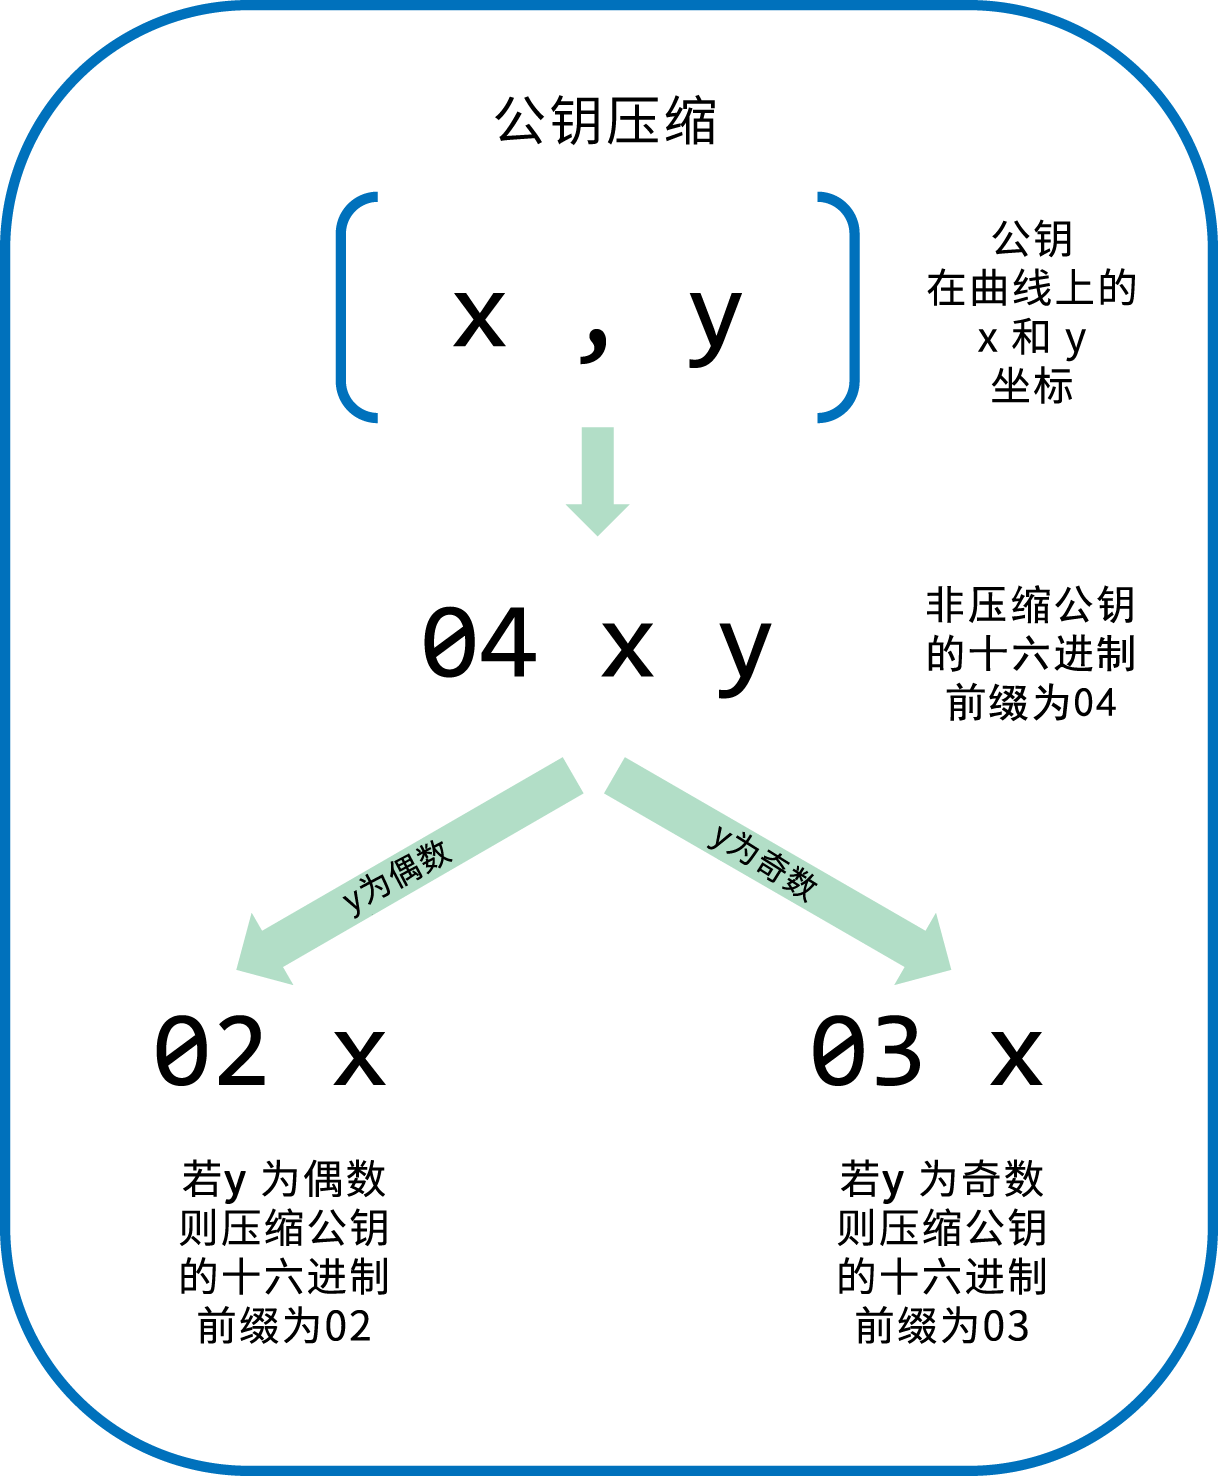 公钥压缩
x , y
公钥
在曲线上的
x 和 y
坐标
04 x y
非压缩公钥
的十六进制
前缀为04
y为偶数
y为奇数
02 x
03 x
若y 为偶数
则压缩公钥
的十六进制
前缀为02
若y 为奇数
则压缩公钥
的十六进制
前缀为03